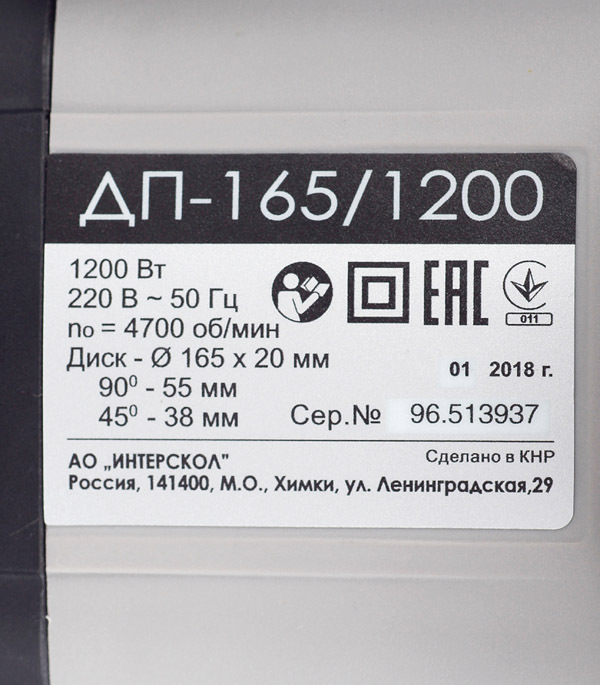 ДП-165/1200
1200 Вт
220 В ~ 50 Гц
no = 4700 об/мин
Диск - Ø 165 x 20 мм
90⁰ - 55 мм
45⁰ - 38 мм
EAC
011
01 2018 г.
Сер.№ 96.513937
Сделано в КНР
АО „ИНТЕРСКОЛ"
Россия, 141400, М.О., Химки, ул. Ленинградская,29